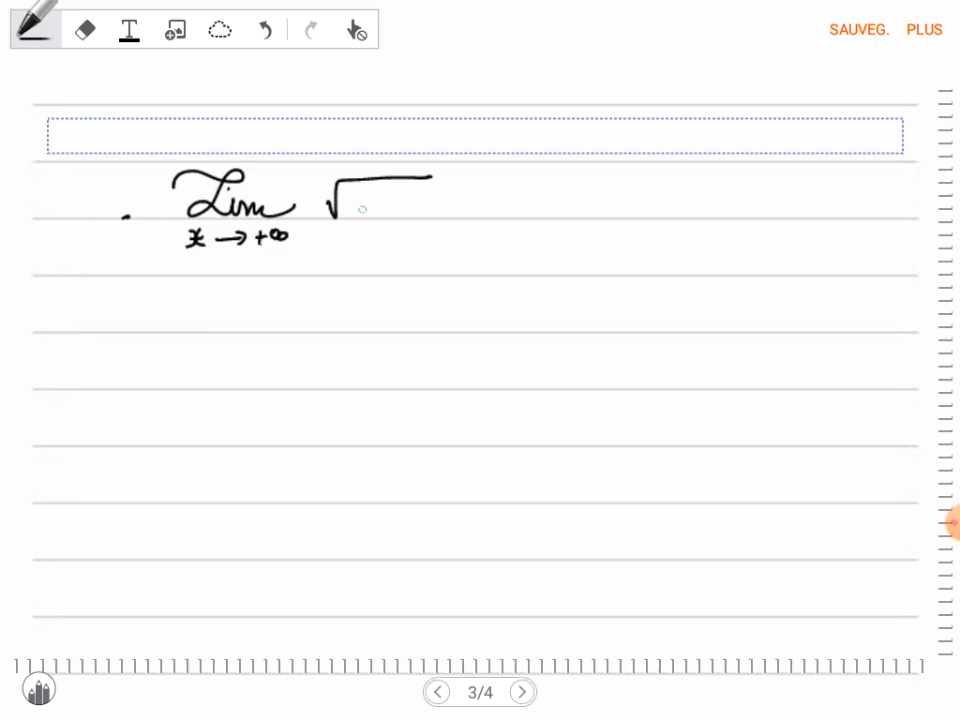 T SAUVEG. PLUS
. Lim √
x → +∞
3/4